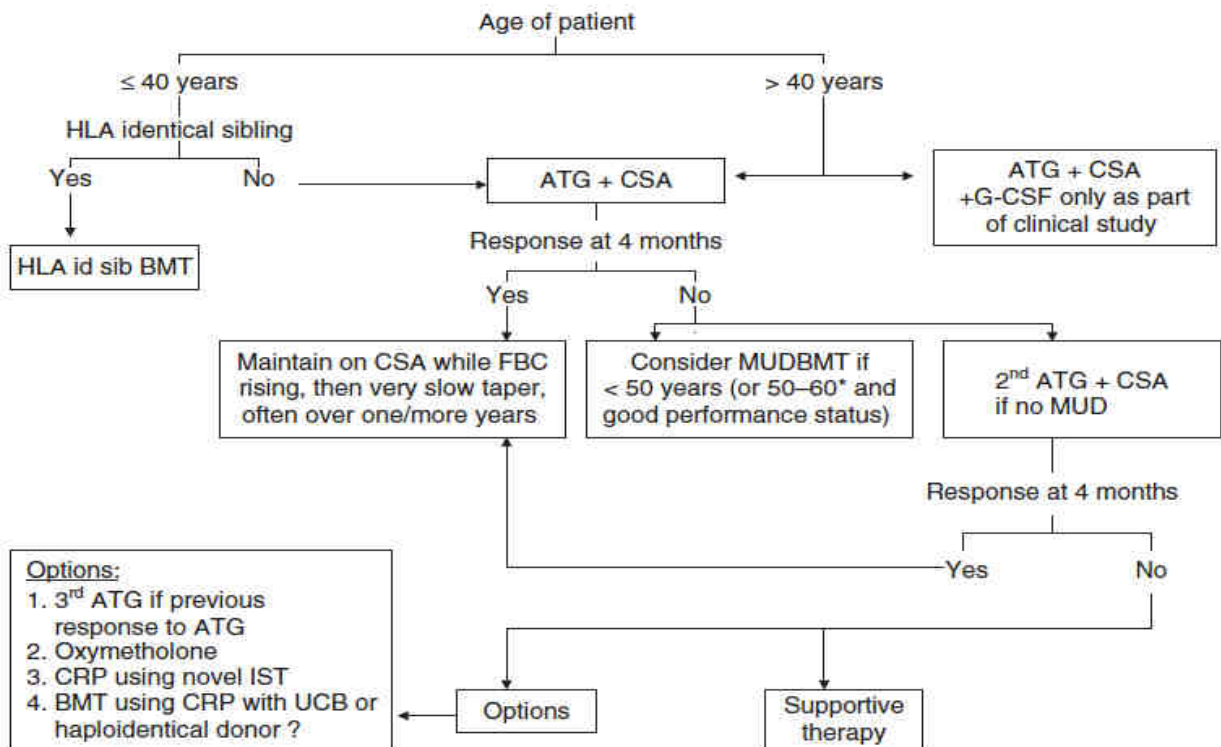 Age of patient
≤ 40 years
> 40 years
HLA identical sibling
Yes
No
ATG + CSA
ATG + CSA
+G-CSF only as part
of clinical study
HLA id sib BMT
Response at 4 months
Yes
No
Maintain on CSA while FBC
rising, then very slow taper,
often over one/more years
Consider MUDBMT if
< 50 years (or 50–60* and
good performance status)
2nd ATG + CSA
if no MUD
Response at 4 months
Yes
No
Options:
1. 3rd ATG if previous
response to ATG
2. Oxymetholone
3. CRP using novel IST
4. BMT using CRP with UCB or
haploidentical donor ?
Options
Supportive
therapy